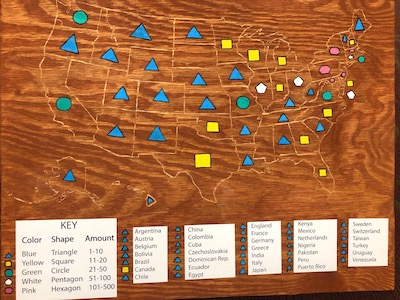 KEY
Color Shape Amount
Blue Triangle 1-10
Yellow Square 11-20
Green Circle 21-50
White Pentagon 51-100
Pink Hexagon 101-500
Argentina
Austria
Belgium
Bolivia
Brazil
Canada
Chile
China
Colombia
Cuba
Czechoslovakia
Dominican Rep.
Ecuador
Egypt
England
France
Germany
Greece
India
Italy
Japan
Kenya
Mexico
Netherlands
Nigeria
Pakistan
Peru
Puerto Rico
Sweden
Switzerland
Taiwan
Turkey
Uruguay
Venezuela